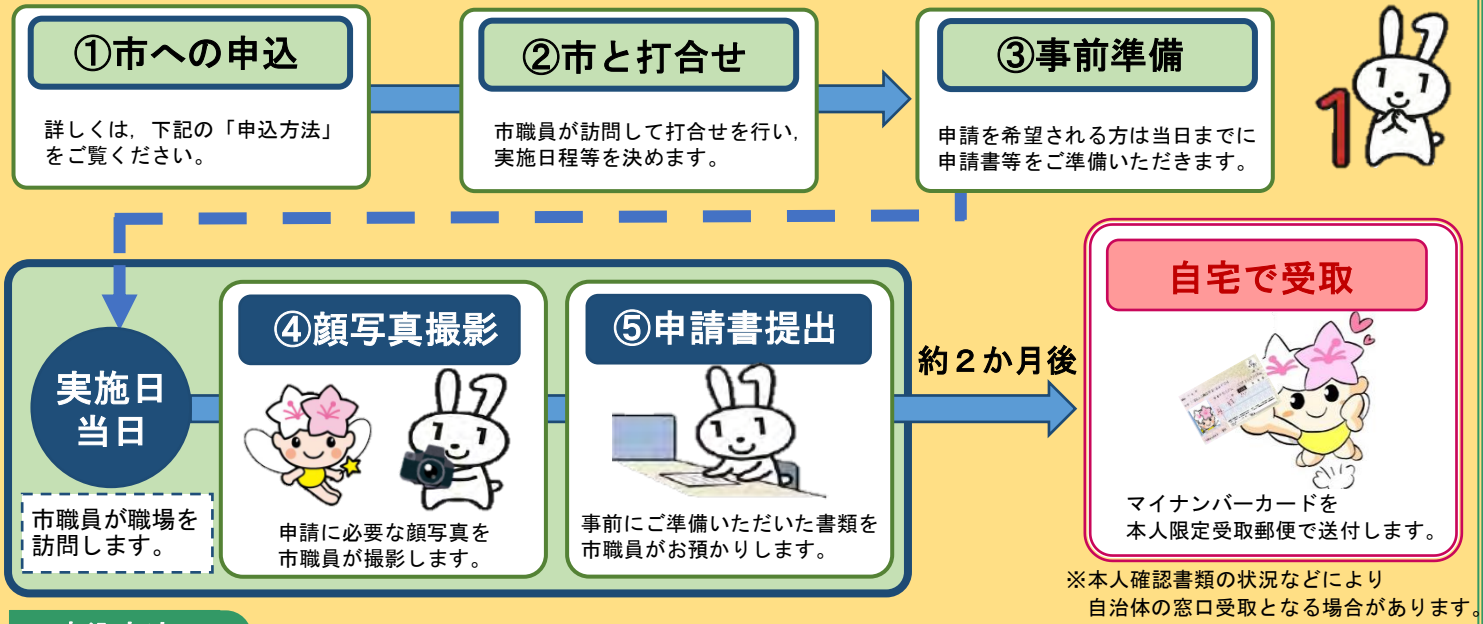 ①市への申込
詳しくは，下記の「申込方法」
をご覧ください。
②市と打合せ
市職員が訪問して打合せを行い，
実施日程等を決めます。
③事前準備
申請を希望される方は当日までに
申請書等をご準備いただきます。
1
実施日
当日
市職員が職場を
訪問します。
④顔写真撮影
申請に必要な顔写真を
市職員が撮影します。
⑤申請書提出
事前にご準備いただいた書類を
市職員がお預かりします。
約２か月後
自宅で受取
マイナンバーカードを
本人限定受取郵便で送付します。
※本人確認書類の状況などにより
自治体の窓口受取となる場合があります。